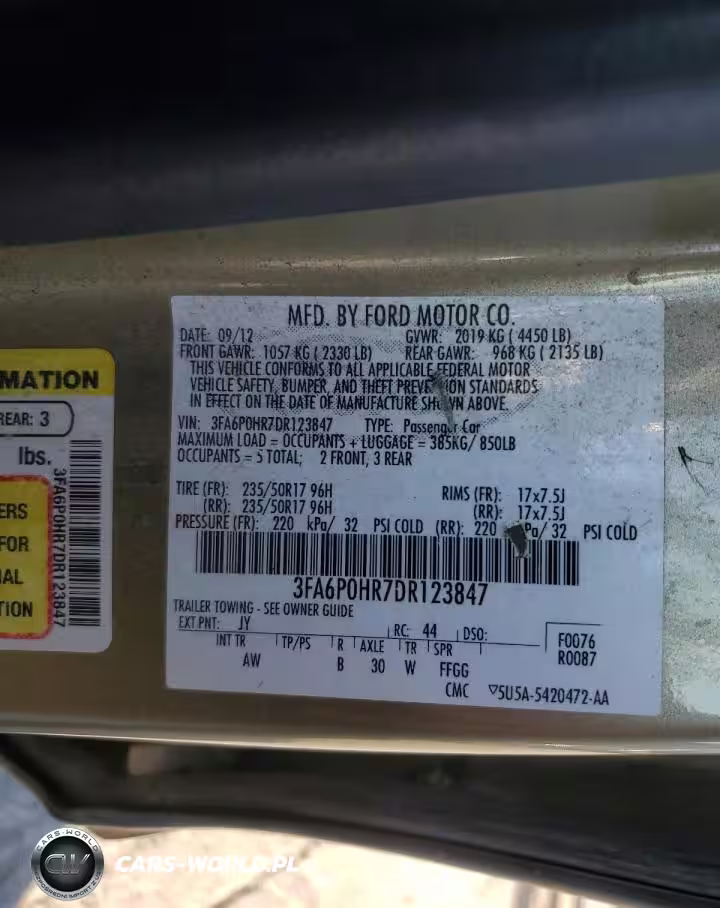 MFD. BY FORD MOTOR CO.
DATE: 09/12 GVWR: 2019 KG ( 4450 LB)
FRONT GAWR: 1057 KG ( 2330 LB) REAR GAWR: 968 KG ( 2135 LB)
THIS VEHICLE CONFORMS TO ALL APPLICABLE FEDERAL MOTOR
VEHICLE SAFETY, BUMPER, AND THEFT PREVENTION STANDARDS
IN EFFECT ON THE DATE OF MANUFACTURE SHOWN ABOVE.
VIN: 3FA6P0HR7DR123847 TYPE: Passenger Car
MAXIMUM LOAD = OCCUPANTS + LUGGAGE = 385KG/ 850LB
OCCUPANTS = 5 TOTAL; 2 FRONT, 3 REAR
TIRE (FR): 235/50R17 96H RIMS (FR): 17x7.5J
(RR): 235/50R17 96H (RR): 17x7.5J
PRESSURE (FR): 220 kPa/ 32 PSI COLD (RR): 220 kPa/ 32 PSI COLD
3FA6P0HR7DR123847
TRAILER TOWING - SEE OWNER GUIDE
EXT PNT: JY RC: 44 DSO: F0076
INT TR TP/PS R AXLE TR SPR R0087
AW B 30 W FFGG
CMC ▽5U5A-5420472-AA
MATION
REAR: 3
lbs.
ERS
FOR
IAL
TION
3FA6P0HR7DR123847
CARS-WORLD
CW
CARS-WORLD.PL